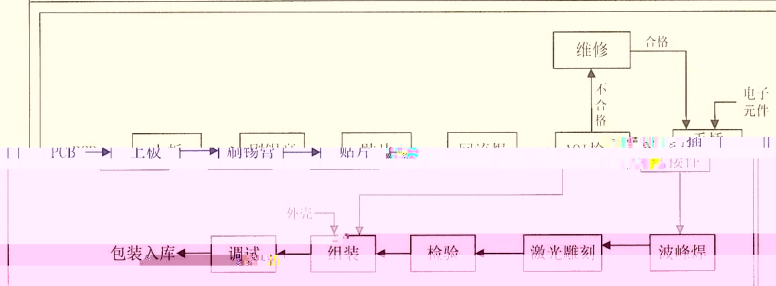 维修
合格
不合格
电子
元件
PCB
上板
刷锡膏
贴片
外壳
包装入库
调试
组装
检验
激光雕刻
波峰焊